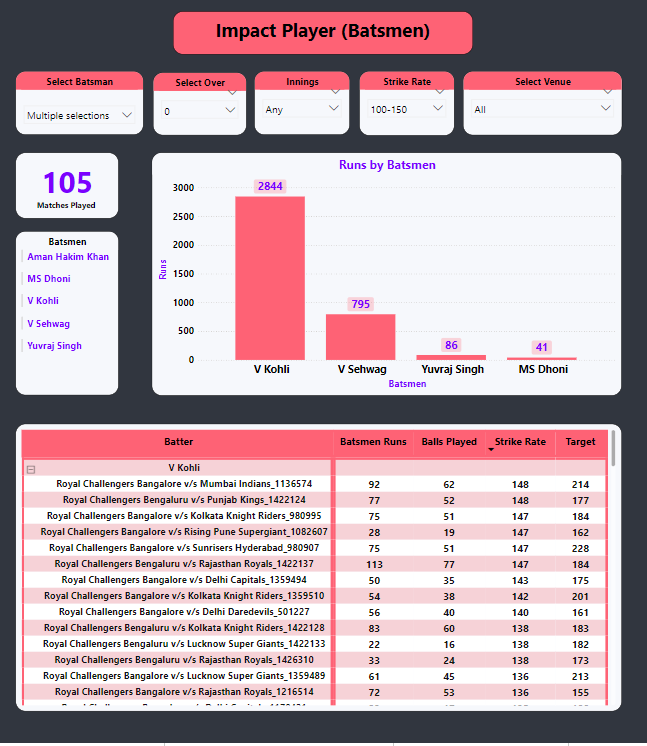 Impact Player (Batsmen)
Select Batsman
Select Over
Innings
Strike Rate
Select Venue
Multiple selections
0
Any
100-150
All
105
Matches Played
Batsmen
Aman Hakim Khan
MS Dhoni
V Kohli
V Sehwag
Yuvraj Singh
Runs by Batsmen
3000
2500
2000
1500
1000
500
0
Runs
2844
795
86
41
V Kohli
V Sehwag
Yuvraj Singh
MS Dhoni
Batsmen
Batter Batsmen Runs Balls Played Strike Rate Target
V Kohli
Royal Challengers Bangalore v/s Mumbai Indians_1136574 92 62 148 214
Royal Challengers Bengaluru v/s Punjab Kings_1422124 77 52 148 177
Royal Challengers Bangalore v/s Kolkata Knight Riders_980995 75 51 147 184
Royal Challengers Bangalore v/s Rising Pune Supergiant_1082607 28 19 147 162
Royal Challengers Bangalore v/s Sunrisers Hyderabad_980907 75 51 147 228
Royal Challengers Bengaluru v/s Rajasthan Royals_1422137 113 77 147 184
Royal Challengers Bangalore v/s Delhi Capitals_1359494 50 35 143 175
Royal Challengers Bangalore v/s Kolkata Knight Riders_1359510 54 38 142 201
Royal Challengers Bangalore v/s Delhi Daredevils_501227 56 40 140 161
Royal Challengers Bengaluru v/s Kolkata Knight Riders_1422128 83 60 138 183
Royal Challengers Bengaluru v/s Lucknow Super Giants_1422133 22 16 138 182
Royal Challengers Bengaluru v/s Rajasthan Royals_1426310 33 24 138 173
Royal Challengers Bangalore v/s Lucknow Super Giants_1359489 61 45 136 213
Royal Challengers Bangalore v/s Rajasthan Royals_1216514 72 53 136 155